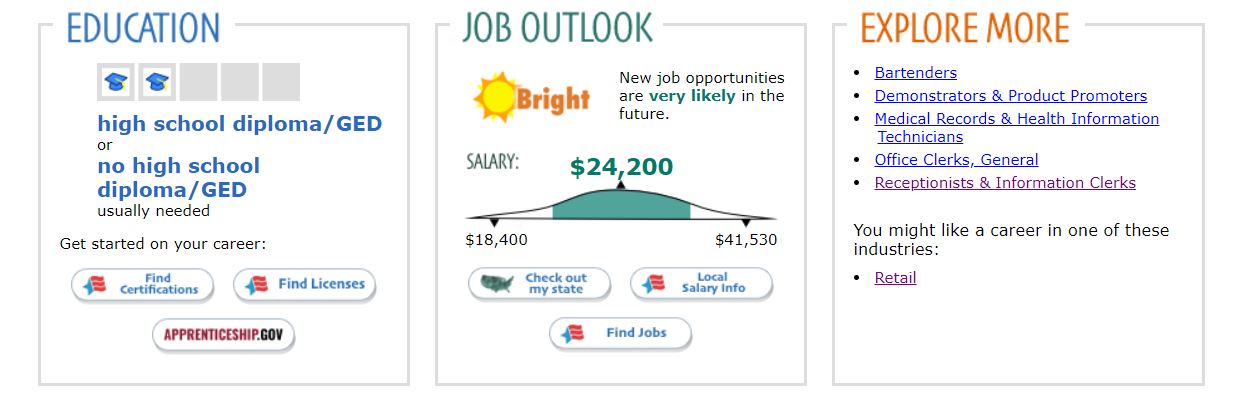 EDUCATION
high school diploma/GED
or
no high school
diploma/GED
usually needed
Get started on your career:
Find
Certifications
Find Licenses
APPRENTICESHIP.GOV
JOB OUTLOOK
Bright
New job opportunities
are very likely in the
future.
SALARY:
$24,200
$18,400
$41,530
Check out
my state
Local
Salary Info
Find Jobs
EXPLORE MORE
• Bartenders
• Demonstrators & Product Promoters
• Medical Records & Health Information
Technicians
• Office Clerks, General
• Receptionists & Information Clerks
You might like a career in one of these
industries:
• Retail